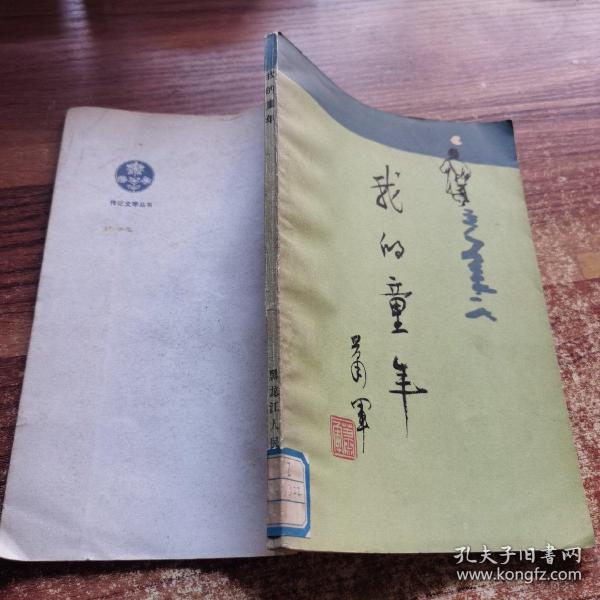 我的童年
萧军
我的童年
黑龙江人民
传记文学丛书
孔夫子旧书网
www.kongfz.com